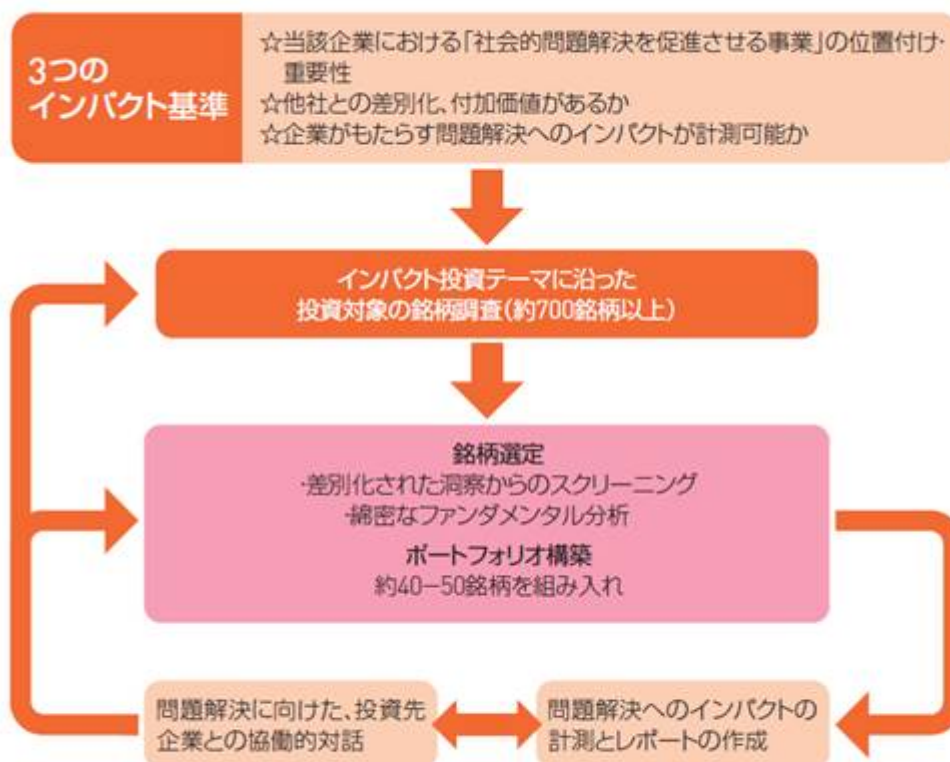 3つの
インパクト基準
☆当該企業における「社会的問題解決を促進させる事業」の位置付け・
重要性
☆他社との差別化、付加価値があるか
☆企業がもたらす問題解決へのインパクトが計測可能か
インパクト投資テーマに沿った
投資対象の銘柄調査(約700銘柄以上)
銘柄選定
・差別化された洞察からのスクリーニング
・綿密なファンダメンタル分析
ポートフォリオ構築
約40−50銘柄を組み入れ
問題解決に向けた、投資先
企業との協働的対話
問題解決へのインパクトの
計測とレポートの作成